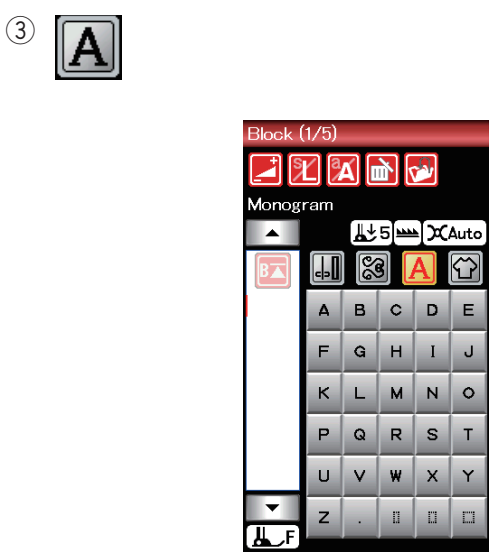 ③ A
Block (1/5)
S L a A
Monogram
5 Auto
B A
A B C D E
F G H I J
K L M N O
P Q R S T
U V W X Y
Z .
F